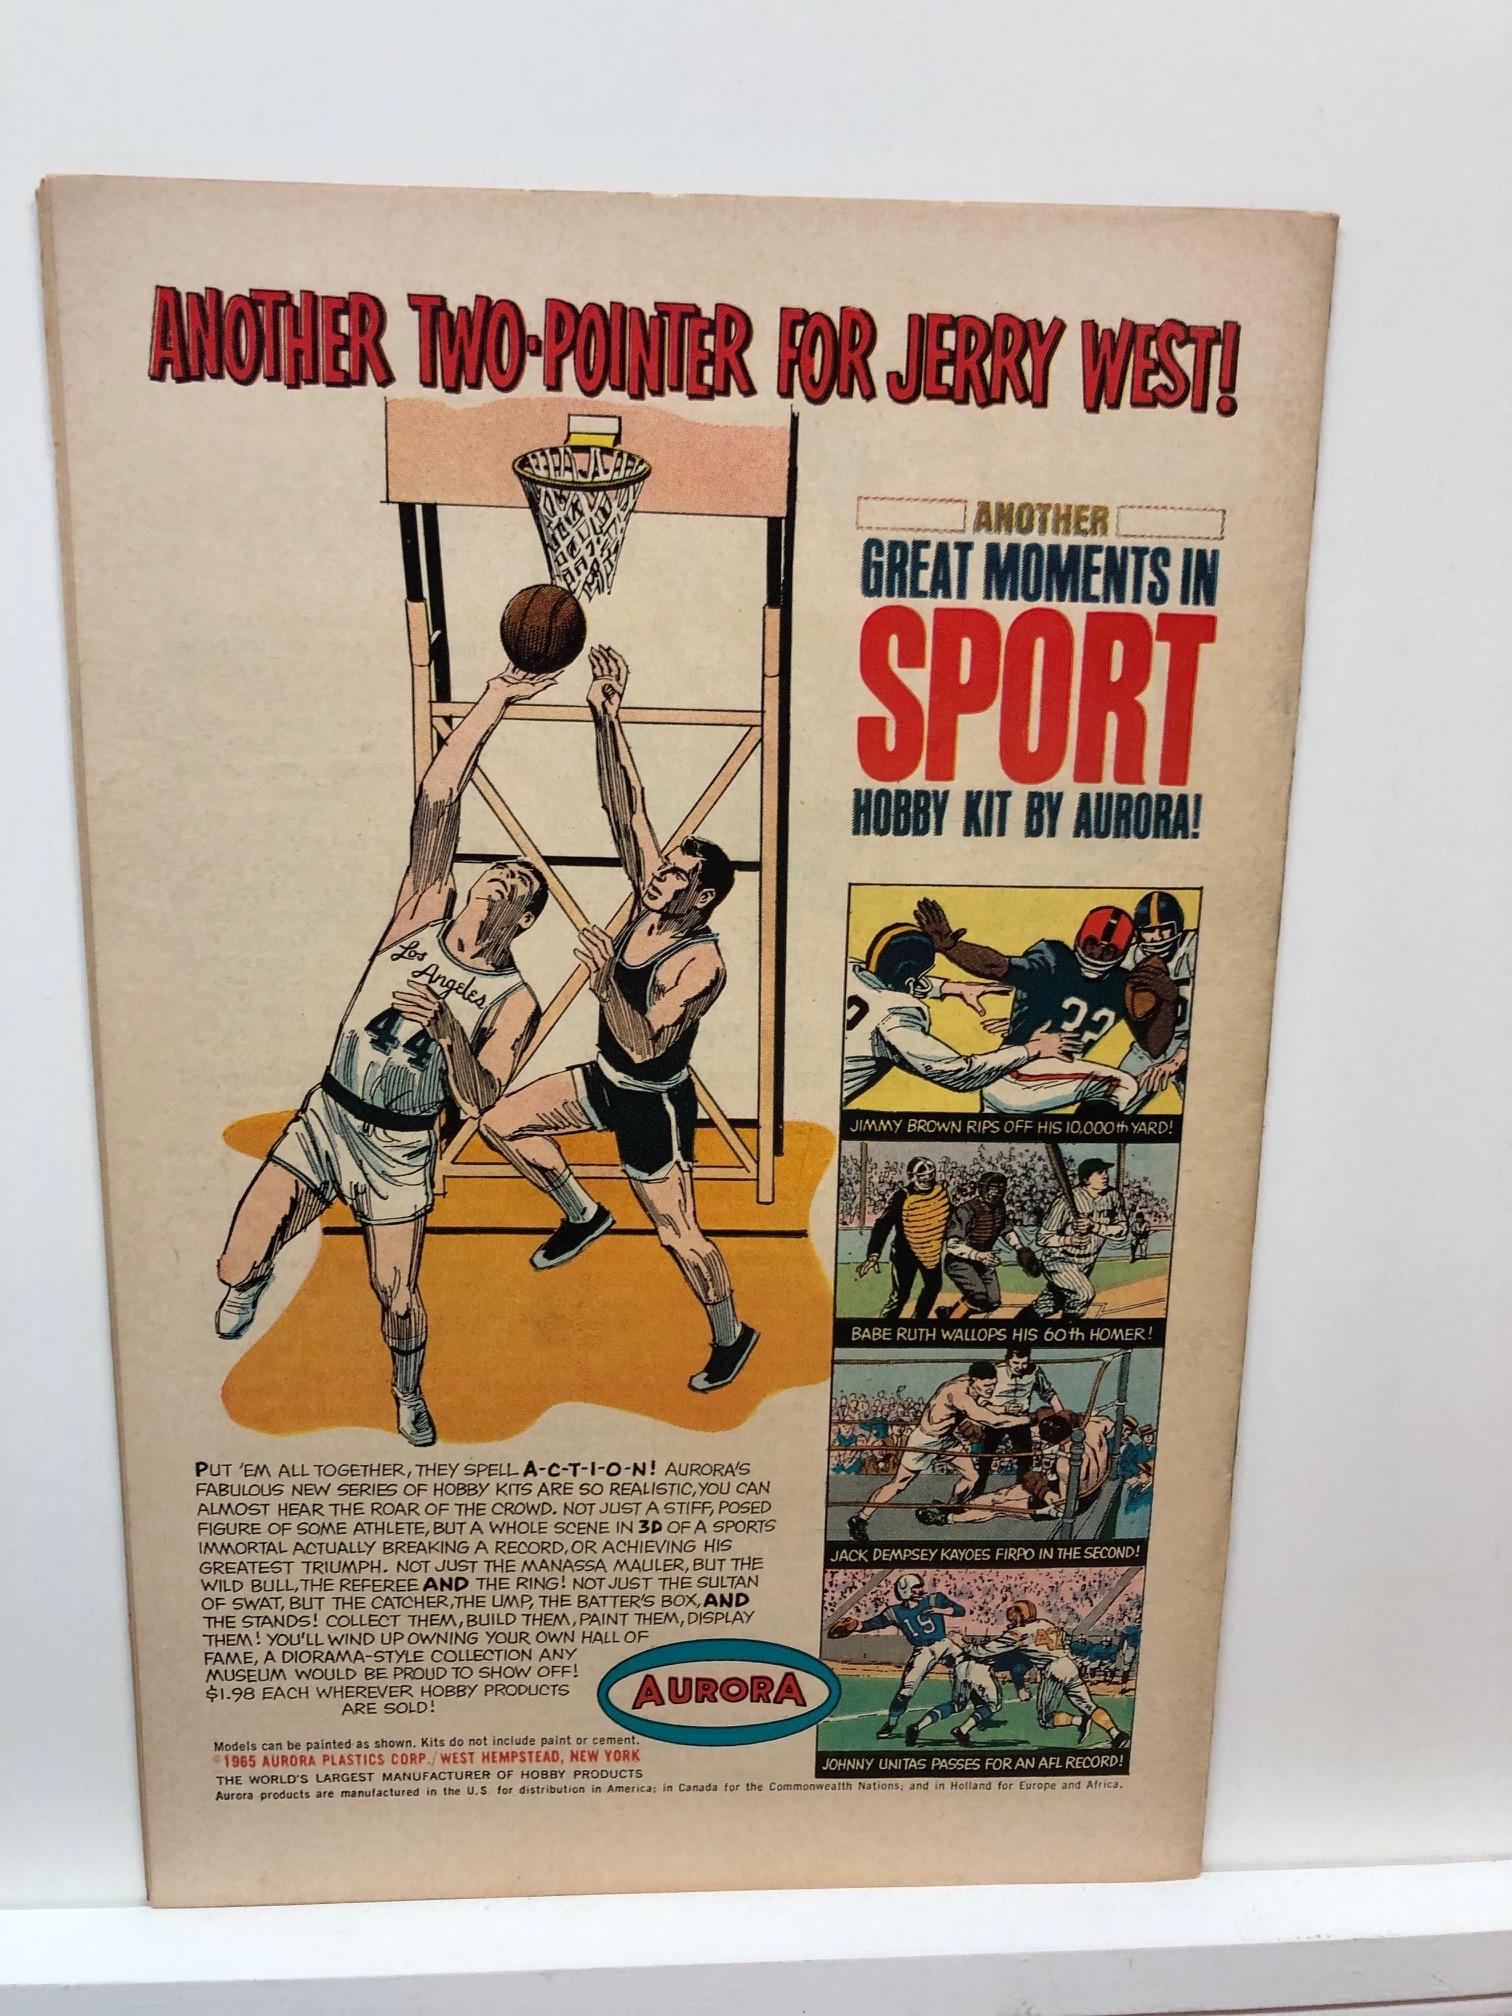 ANOTHER TWO-POINTER FOR JERRY WEST!
ANOTHER
GREAT MOMENTS IN
SPORT
HOBBY KIT BY AURORA!
Los
Angeles
44
32
JIMMY BROWN RIPS OFF HIS 10,000th YARD!
BABE RUTH WALLOPS HIS 60th HOMER!
JACK DEMPSEY KAYOES FIRPO IN THE SECOND!
19
42
JOHNNY UNITAS PASSES FOR AN AFL RECORD!
PUT 'EM ALL TOGETHER, THEY SPELL A-C-T-I-O-N! AURORA'S
FABULOUS NEW SERIES OF HOBBY KITS ARE SO REALISTIC, YOU CAN
ALMOST HEAR THE ROAR OF THE CROWD. NOT JUST A STIFF, POSED
FIGURE OF SOME ATHLETE, BUT A WHOLE SCENE IN 3D OF A SPORTS
IMMORTAL ACTUALLY BREAKING A RECORD, OR ACHIEVING HIS
GREATEST TRIUMPH. NOT JUST THE MANASSA MAULER, BUT THE
WILD BULL, THE REFEREE AND THE RING! NOT JUST THE SULTAN
OF SWAT, BUT THE CATCHER, THE UMP, THE BATTER'S BOX, AND
THE STANDS! COLLECT THEM, BUILD THEM, PAINT THEM, DISPLAY
THEM! YOU'LL WIND UP OWNING YOUR OWN HALL OF
FAME, A DIORAMA-STYLE COLLECTION ANY
MUSEUM WOULD BE PROUD TO SHOW OFF!
$1.98 EACH WHEREVER HOBBY PRODUCTS
ARE SOLD!
AURORA
Models can be painted as shown. Kits do not include paint or cement.
©1965 AURORA PLASTICS CORP./WEST HEMPSTEAD, NEW YORK
THE WORLD'S LARGEST MANUFACTURER OF HOBBY PRODUCTS
Aurora products are manufactured in the U.S. for distribution in America; in Canada for the Commonwealth Nations; and in Holland for Europe and Africa.